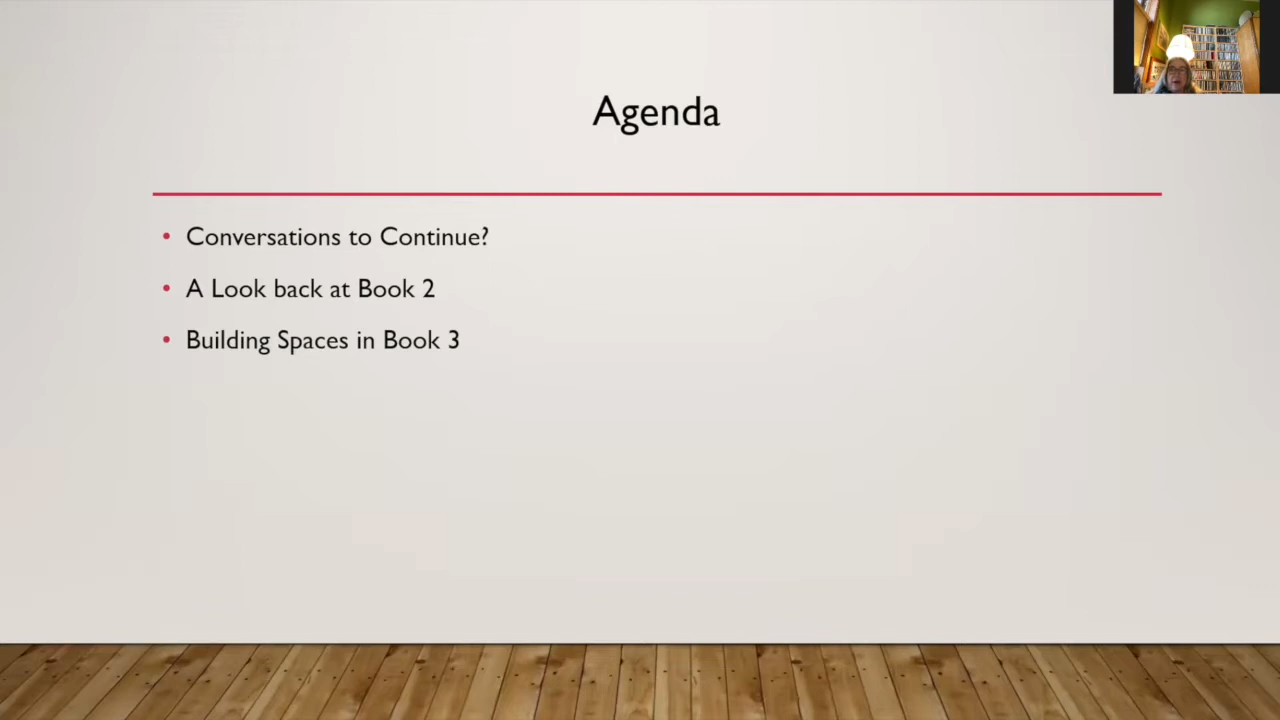 Agenda
• Conversations to Continue?
• A Look back at Book 2
• Building Spaces in Book 3